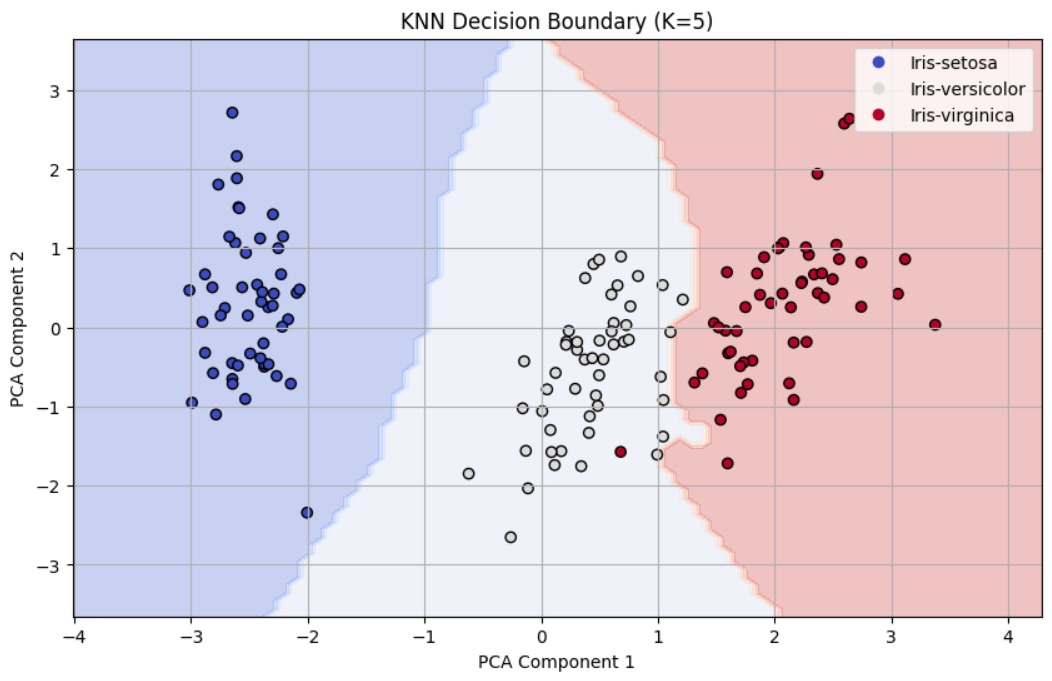 KNN Decision Boundary (K=5)
Iris-setosa
Iris-versicolor
Iris-virginica
3
2
1
0
−1
−2
−3
PCA Component 2
−4 −3 −2 −1 0 1 2 3 4
PCA Component 1